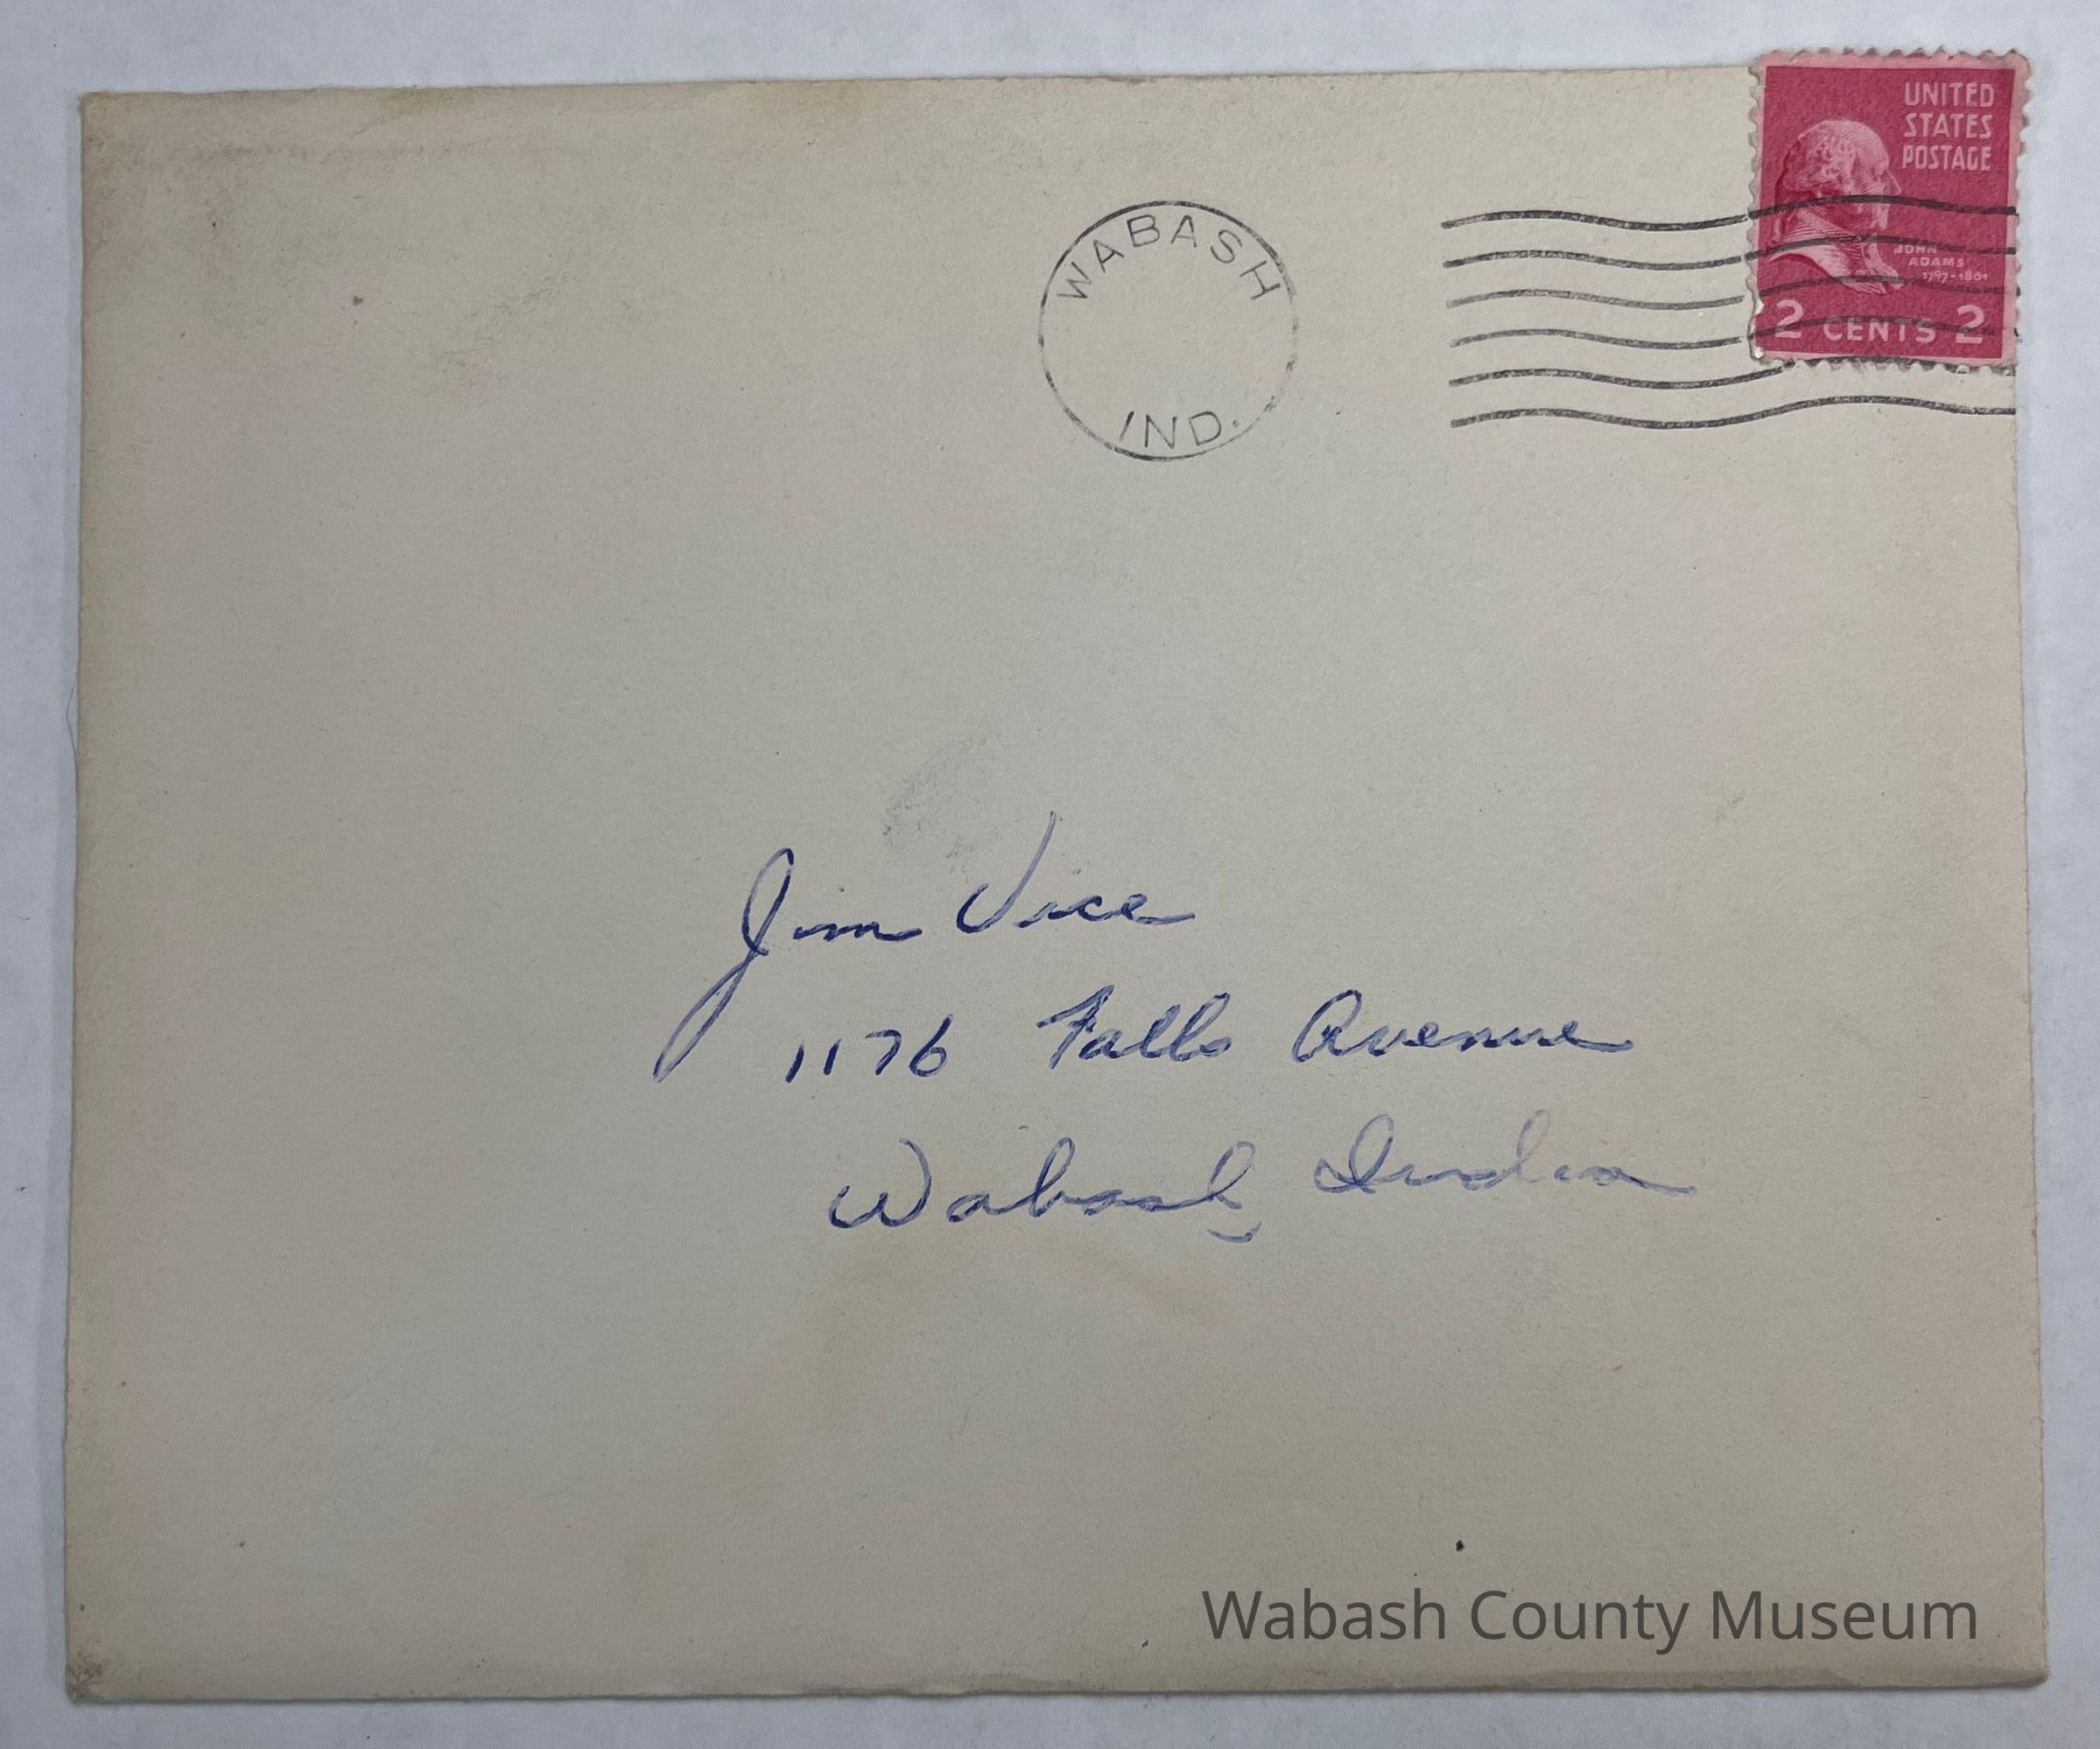 UNITED
STATES
POSTAGE
JOHN
ADAMS
1797-1801
2 CENTS 2
WABASH
IND.
Jim Vice
1176 Falls Avenue
Wabash, India
Wabash County Museum